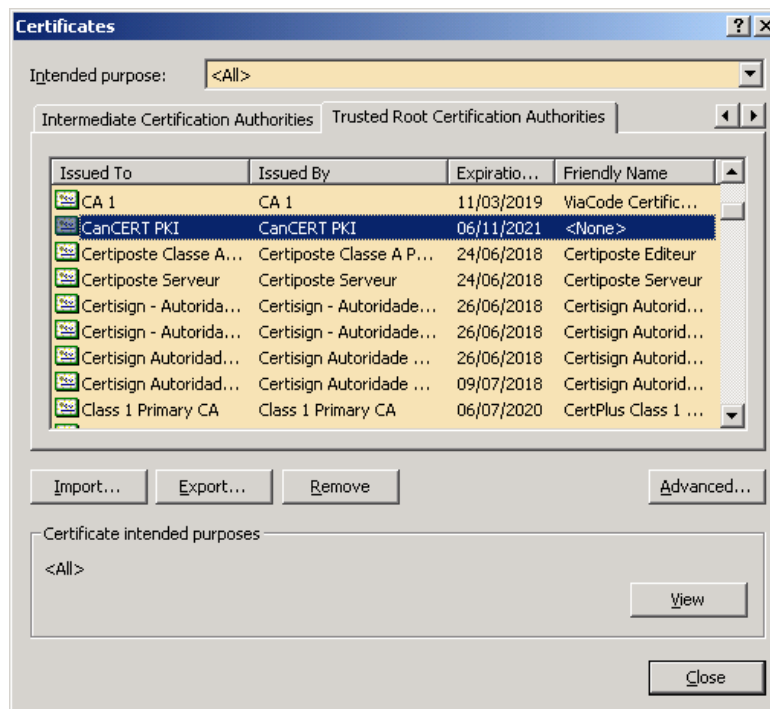 Certificates
Intended purpose: <All>
Intermediate Certification Authorities Trusted Root Certification Authorities
Issued To Issued By Expiratio... Friendly Name
CA 1 CA 1 11/03/2019 ViaCode Certific...
CanCERT PKI CanCERT PKI 06/11/2021 <None>
Certiposte Classe A... Certiposte Classe A P... 24/06/2018 Certiposte Editeur
Certiposte Serveur Certiposte Serveur 24/06/2018 Certiposte Serveur
Certisign - Autorida... Certisign - Autoridade... 26/06/2018 Certisign Autorid...
Certisign - Autorida... Certisign - Autoridade... 26/06/2018 Certisign Autorid...
Certisign Autoridad... Certisign Autoridade ... 26/06/2018 Certisign Autorid...
Certisign Autoridad... Certisign Autoridade ... 09/07/2018 Certisign Autorid...
Class 1 Primary CA Class 1 Primary CA 06/07/2020 CertPlus Class 1 ...
Import... Export... Remove Advanced...
Certificate intended purposes
<All>
View
Close